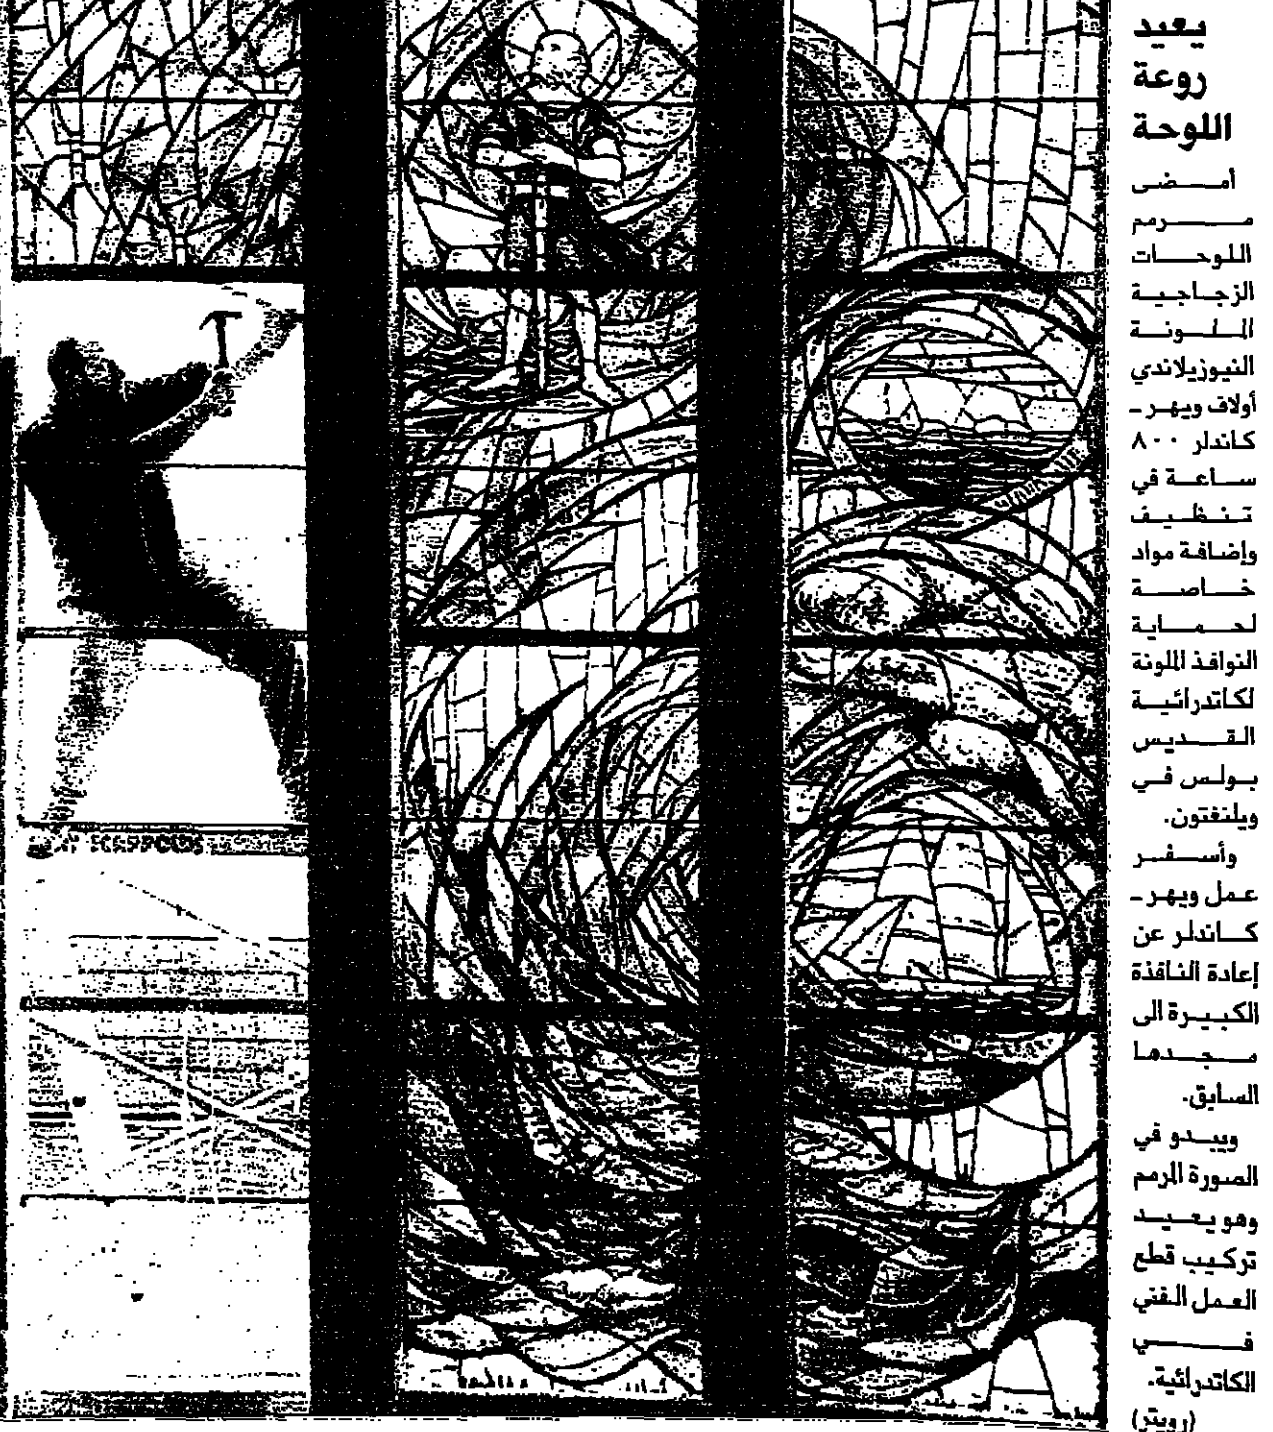 يعيد
روعة
اللوحة
أمضى
مرمم
اللوحات
الزجاجية
الملونة
النيوزيلاندي
أولاف ويهر ـ
كاندلر ٨٠٠
ساعة في
تنظيف
وإضافة مواد
خاصة
لحماية
النوافذ الملونة
لكاتدرائية
القديس
بولس في
ويلنغتون.
وأسفر
عمل ويهر ـ
كاندلر عن
إعادة النافذة
الكبيرة الى
مجدها
السابق.
ويبدو في
الصورة المرمم
وهو يعيد
تركيب قطع
العمل الفني
في
الكاتدرائية.
(رويتر)